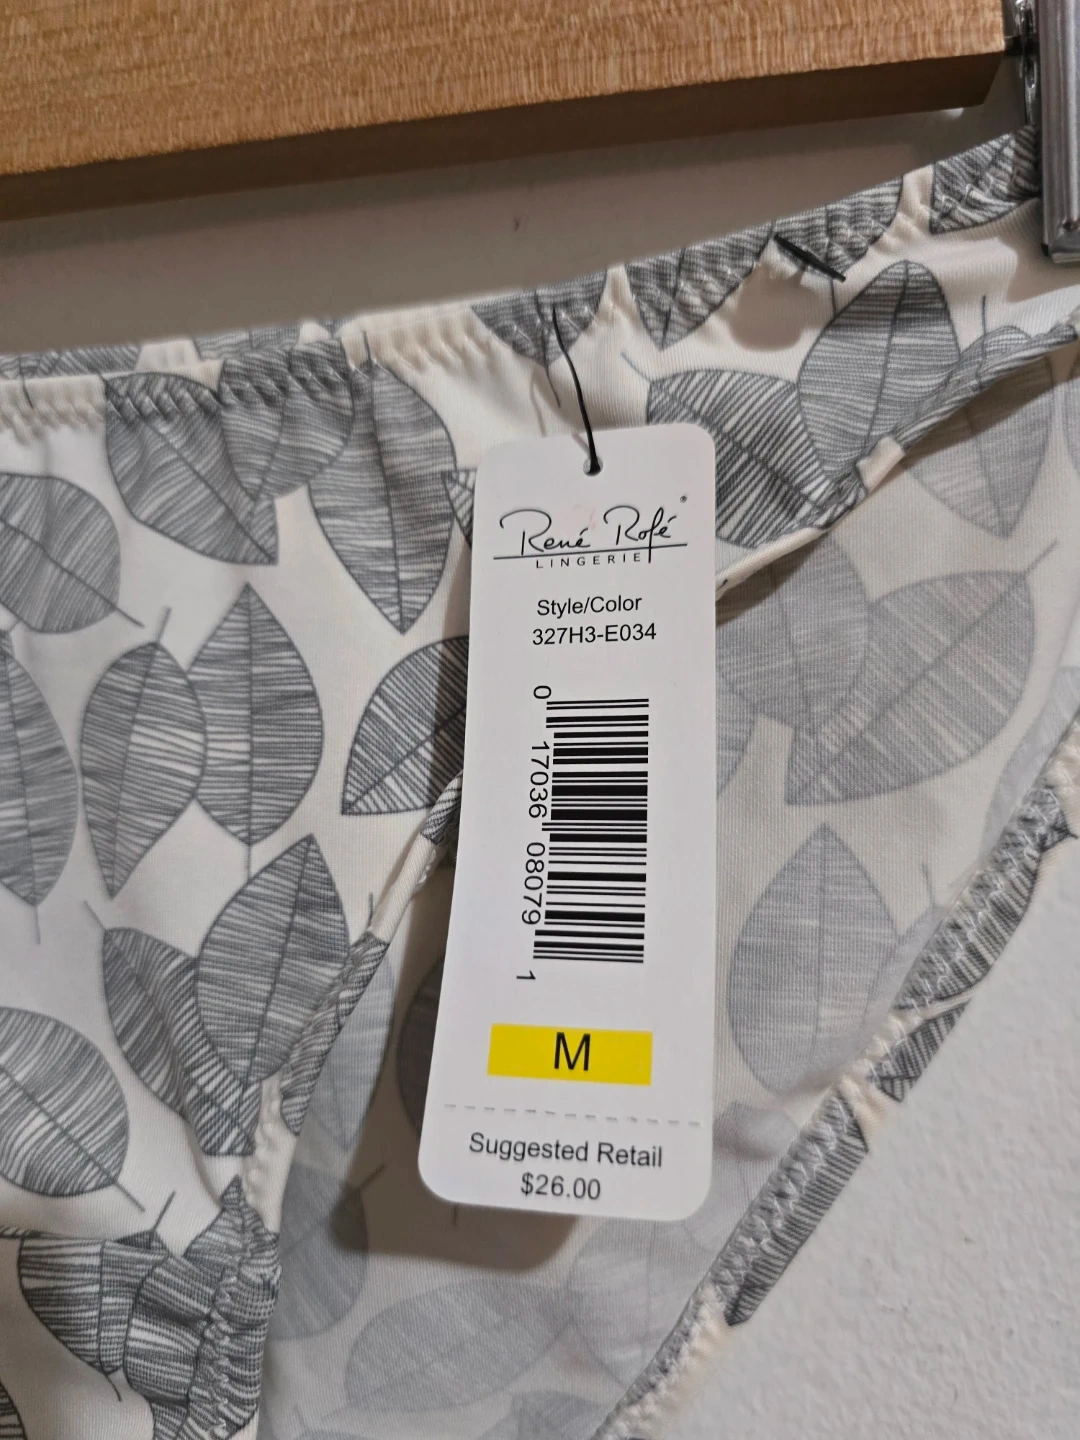 René Rofé®
LINGERIE
Style/Color
327H3-E034
0 17036 08079 1
M
Suggested Retail
$26.00